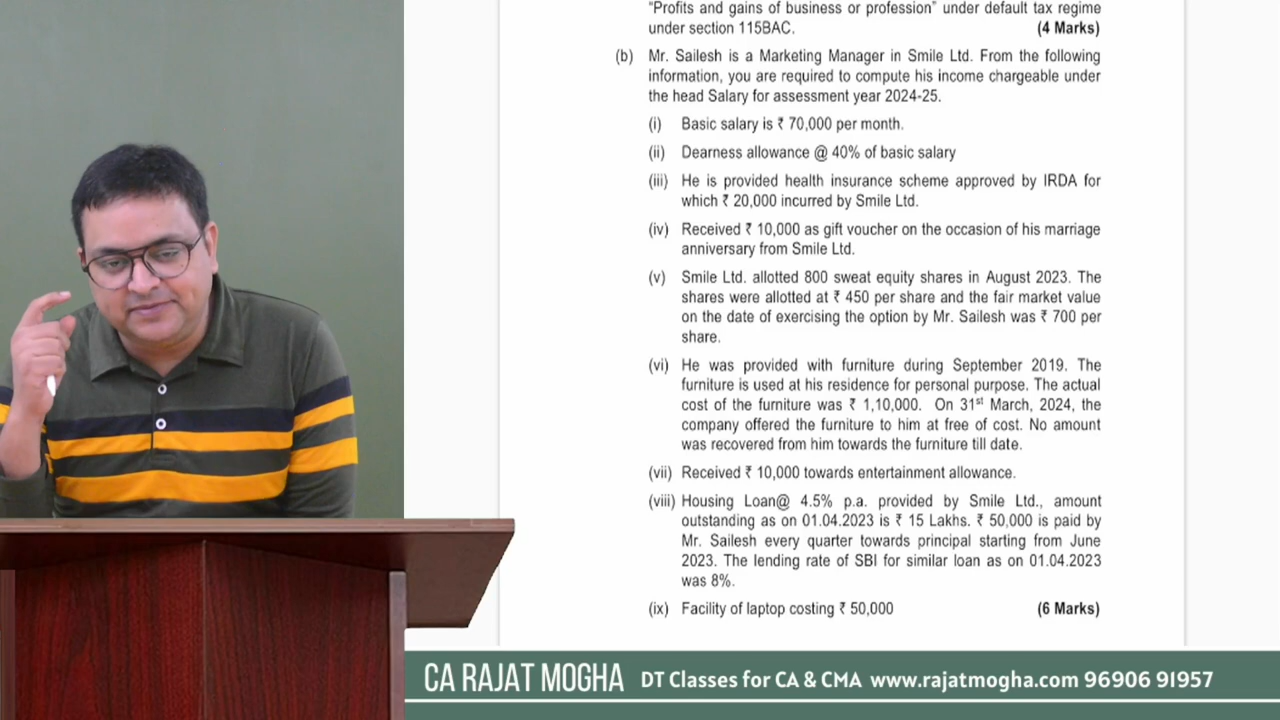 "Profits and gains of business or profession" under default tax regime
under section 115BAC. (4 Marks)
(b) Mr. Sailesh is a Marketing Manager in Smile Ltd. From the following
information, you are required to compute his income chargeable under
the head Salary for assessment year 2024-25.
(i) Basic salary is ₹ 70,000 per month.
(ii) Dearness allowance @ 40% of basic salary
(iii) He is provided health insurance scheme approved by IRDA for
which ₹ 20,000 incurred by Smile Ltd.
(iv) Received ₹ 10,000 as gift voucher on the occasion of his marriage
anniversary from Smile Ltd.
(v) Smile Ltd. allotted 800 sweat equity shares in August 2023. The
shares were allotted at ₹ 450 per share and the fair market value
on the date of exercising the option by Mr. Sailesh was ₹ 700 per
share.
(vi) He was provided with furniture during September 2019. The
furniture is used at his residence for personal purpose. The actual
cost of the furniture was ₹ 1,10,000. On 31st March, 2024, the
company offered the furniture to him at free of cost. No amount
was recovered from him towards the furniture till date.
(vii) Received ₹ 10,000 towards entertainment allowance.
(viii) Housing Loan@ 4.5% p.a. provided by Smile Ltd., amount
outstanding as on 01.04.2023 is ₹ 15 Lakhs. ₹ 50,000 is paid by
Mr. Sailesh every quarter towards principal starting from June
2023. The lending rate of SBI for similar loan as on 01.04.2023
was 8%.
(ix) Facility of laptop costing ₹ 50,000 (6 Marks)
CA RAJAT MOGHA DT Classes for CA & CMA www.rajatmogha.com 96906 91957